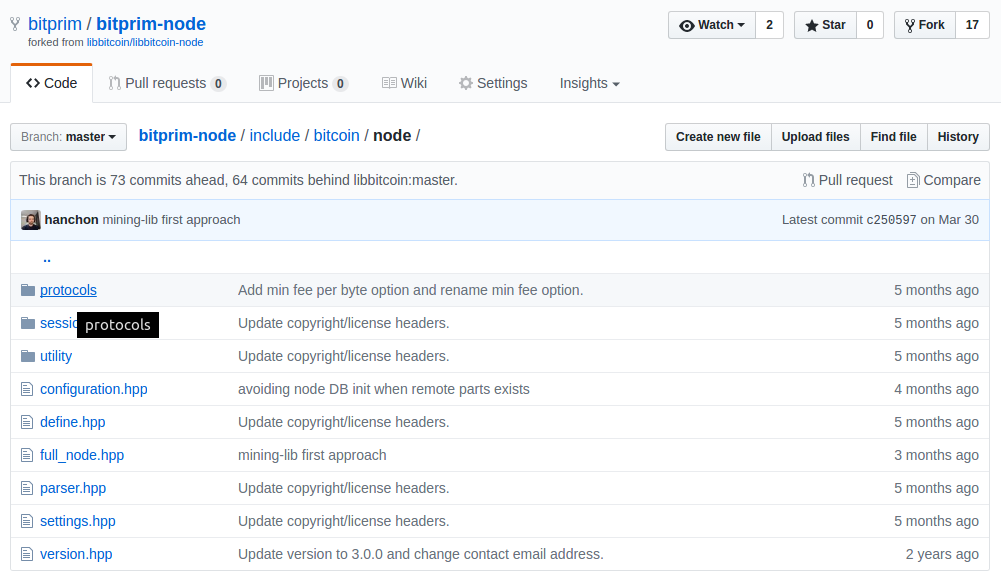 bitprim / bitprim-node
Watch 2 Star 0 Fork 17
forked from libbitcoin/libbitcoin-node
Code Pull requests 0 Projects 0 Wiki Settings Insights
Branch: master bitprim-node / include / bitcoin / node / Create new file Upload files Find file History
This branch is 73 commits ahead, 64 commits behind libbitcoin:master. Pull request Compare
hanchon mining-lib first approach Latest commit c250597 on Mar 30
..
protocols Add min fee per byte option and rename min fee option. 5 months ago
sessio Update copyright/license headers. 5 months ago
protocols
utility Update copyright/license headers. 5 months ago
configuration.hpp avoiding node DB init when remote parts exists 4 months ago
define.hpp Update copyright/license headers. 5 months ago
full_node.hpp mining-lib first approach 3 months ago
parser.hpp Update copyright/license headers. 5 months ago
settings.hpp Update copyright/license headers. 5 months ago
version.hpp Update version to 3.0.0 and change contact email address. 2 years ago